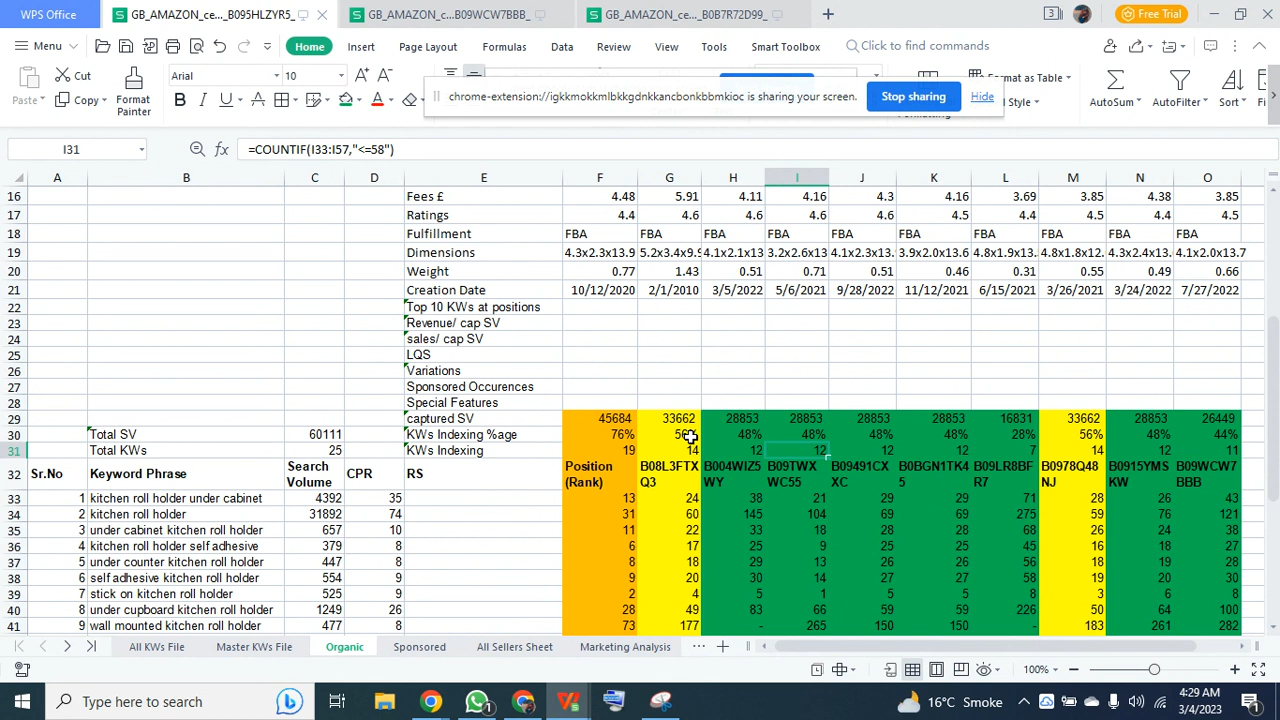 WPS Office GB_AMAZON_ce..._B095HLZYR5_ GB_AMAZON_ce...B09WCW7BBB_ GB_AMAZON_ce..._B0B7R72D99_ Free Trial
Menu Home Insert Page Layout Formulas Data Review View Tools Smart Toolbox Click to find commands
Cut Arial 10 Format as Table
Paste Copy Format Painter B I U A AutoSum AutoFilter Sort
chrome-extension://igkkmokkmlbkkgdnkkancbonkbbmkioc is sharing your screen. Stop sharing Hide
I31 fx =COUNTIF(I33:I57,"<=58")
A B C D E F G H I J K L M N O
16 Fees £ 4.48 5.91 4.11 4.16 4.3 4.16 3.69 3.85 4.38 3.85
17 Ratings 4.4 4.6 4.6 4.6 4.6 4.5 4.4 4.5 4.4 4.5
18 Fulfillment FBA FBA FBA FBA FBA FBA FBA FBA FBA FBA
19 Dimensions 4.3x2.3x13.9 5.2x3.4x9.9 4.1x2.1x13 3.2x2.6x13 4.1x2.3x13. 3.9x2.0x13.6 4.8x1.9x13. 4.8x1.8x12. 4.3x2.4x13. 4.1x2.0x13.7
20 Weight 0.77 1.43 0.51 0.71 0.51 0.46 0.31 0.55 0.49 0.66
21 Creation Date 10/12/2020 2/1/2010 3/5/2022 5/6/2021 9/28/2022 11/12/2021 6/15/2021 3/26/2021 3/24/2022 7/27/2022
22 Top 10 KWs at positions
23 Revenue/ cap SV
24 sales/ cap SV
25 LQS
26 Variations
27 Sponsored Occurences
28 Special Features
29 captured SV 45684 33662 28853 28853 28853 28853 16831 33662 28853 26449
30 Total SV 60111 KWs Indexing %age 76% 48% 48% 48% 48% 28% 56% 48% 44%
31 Total KWs 25 KWs Indexing 19 14 12 12 12 12 7 14 12 11
32 Sr.No Keyword Phrase Search Volume CPR RS Position (Rank) B08L3FTXQ3 B004WIZ5WY B09TWXWC55 B09491CXXC B0BGN1TK45 B09LR8BFR7 B0978Q48NJ B0915YMSKW B09WCW7BBB
33 1 kitchen roll holder under cabinet 4392 35 13 24 38 21 29 29 71 28 26 43
34 2 kitchen roll holder 31892 74 31 60 145 104 69 69 275 59 76 104
35 3 under cabinet kitchen roll holder 657 10 11 22 33 18 28 28 68 26 24 38
36 4 kitchen roll holder self adhesive 379 8 6 17 25 9 25 25 45 16 18 27
37 5 under counter kitchen roll holder 447 8 8 18 29 13 26 26 56 18 19 28
38 6 self adhesive kitchen roll holder 554 9 9 20 30 14 27 27 58 19 20 30
39 7 stick on kitchen roll holder 525 9 2 4 5 1 5 5 8 3 6 8
40 8 under cupboard kitchen roll holder 1249 26 28 49 83 66 59 59 226 50 64 100
41 9 wall mounted kitchen roll holder 477 8 73 177 - 265 150 150 - 183 261 282
All KWs File Master KWs File Organic Sponsored All Sellers Sheet Marketing Analysis
100%
Type here to search 16°C Smoke 4:29 AM
3/4/2023